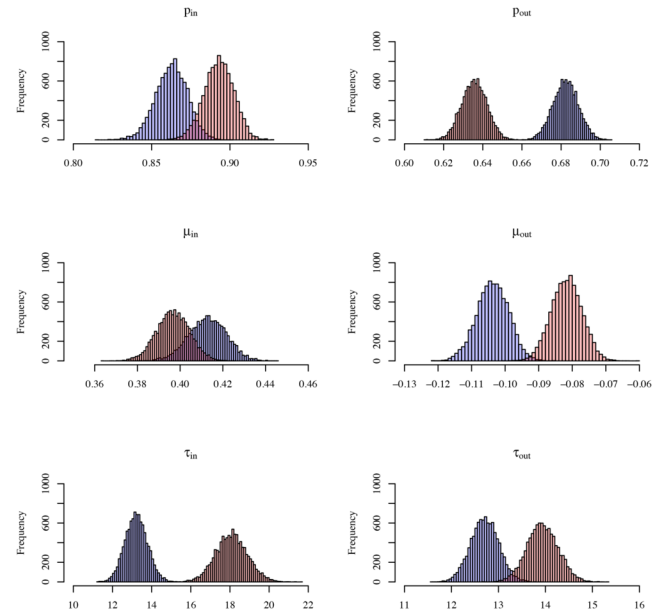 p_in
p_out
Frequency
0 200 600 1000
0.80 0.85 0.90 0.95
Frequency
0 200 600 1000
0.60 0.62 0.64 0.66 0.68 0.70 0.72
μ_in
μ_out
Frequency
0 200 600 1000
0.36 0.38 0.40 0.42 0.44 0.46
Frequency
0 200 600 1000
−0.13 −0.12 −0.11 −0.10 −0.09 −0.08 −0.07 −0.06
τ_in
τ_out
Frequency
0 200 600 1000
10 12 14 16 18 20 22
Frequency
0 200 600 1000
11 12 13 14 15 16